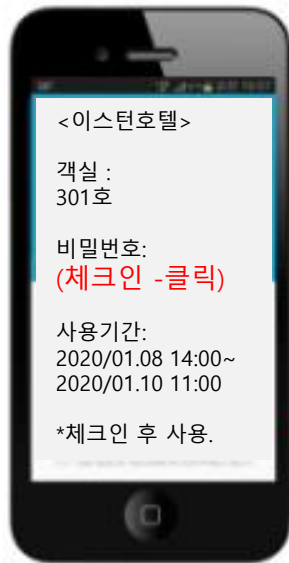 <이스턴호텔>
객실 :
301호
비밀번호:
(체크인 -클릭)
사용기간:
2020/01.08 14:00~
2020/01.10 11:00
*체크인 후 사용.